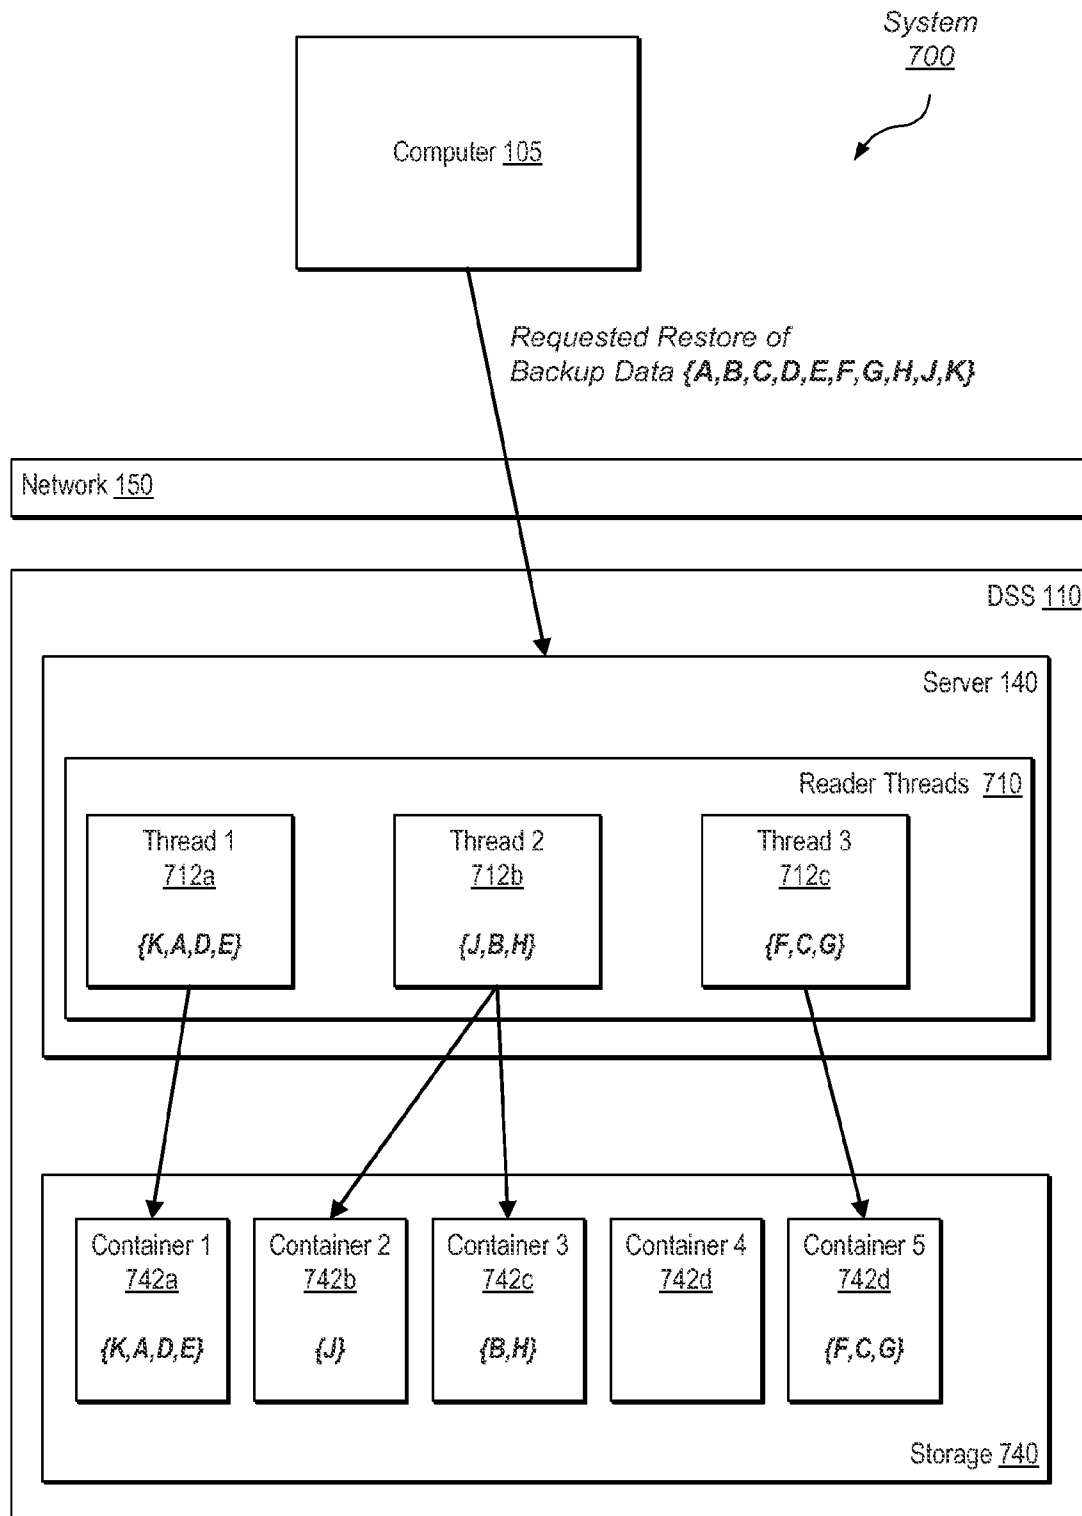 System
700
Computer 105
Requested Restore of
Backup Data {A,B,C,D,E,F,G,H,J,K}
Network 150
DSS 110
Server 140
Reader Threads 710
Thread 1
712a
{K,A,D,E}
Thread 2
712b
{J,B,H}
Thread 3
712c
{F,C,G}
Container 1
742a
{K,A,D,E}
Container 2
742b
{J}
Container 3
742c
{B,H}
Container 4
742d
Container 5
742d
{F,C,G}
Storage 740